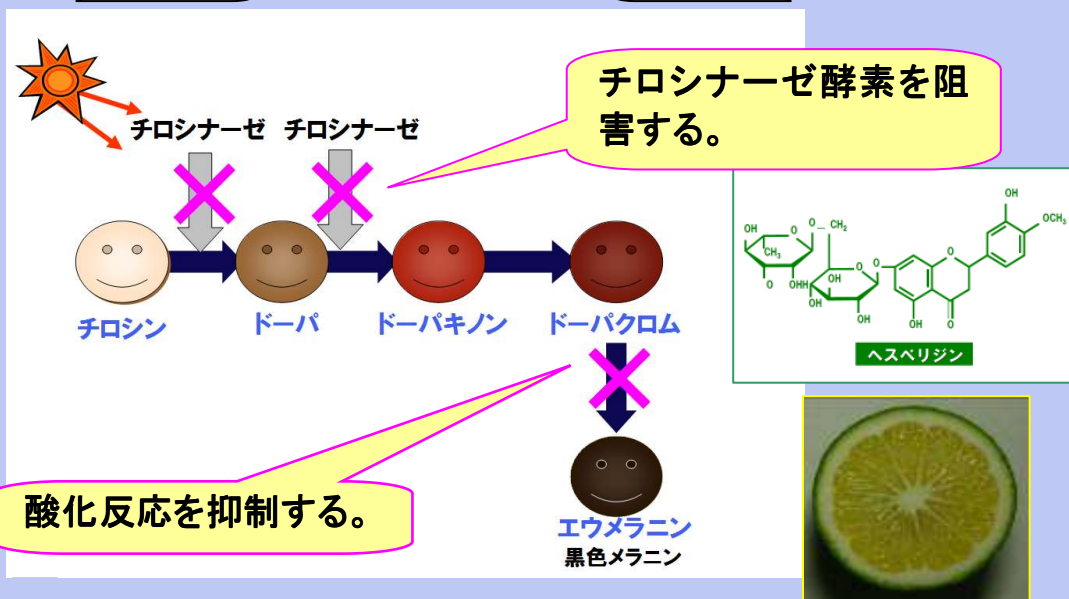 チロシナーゼ酵素を阻
害する。
チロシナーゼ チロシナーゼ
チロシン
ドーパ
ドーパキノン
ドーパクロム
酸化反応を抑制する。
エウメラニン
黒色メラニン
OH
O
O
CH₂
CH₃
O
OHH
OH
OH
O
OH
O
O
OH
O
OH
OCH₃
ヘスペリジン